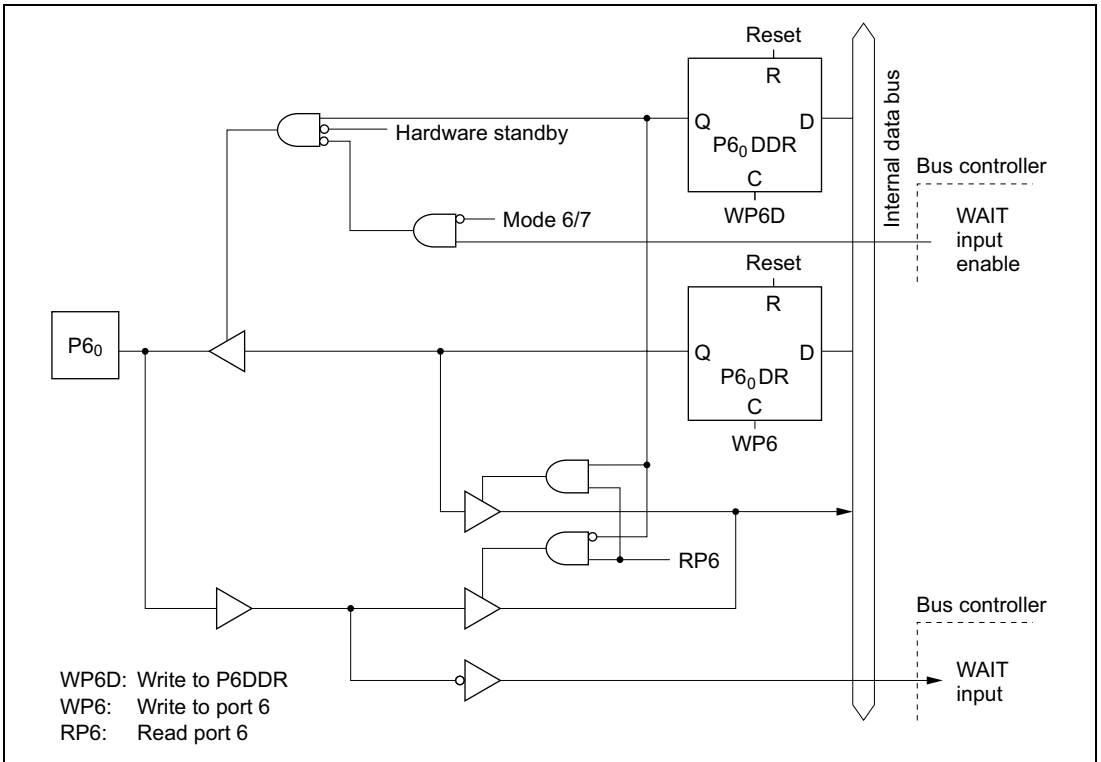 Reset
R
Q
D
P6₀ DDR
C
WP6D
Hardware standby
Mode 6/7
Internal data bus
Bus controller
WAIT
input
enable
Reset
R
P6₀
Q
D
P6₀ DR
C
WP6
RP6
Bus controller
WAIT
input
WP6D: Write to P6DDR
WP6: Write to port 6
RP6: Read port 6